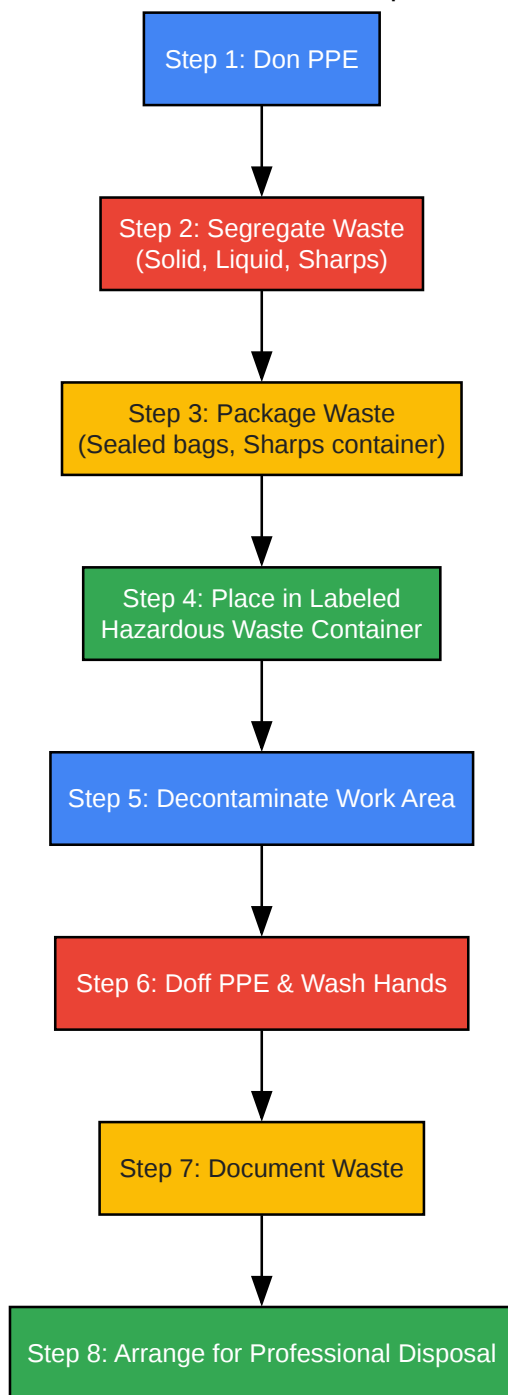 Step 1: Don PPE
Step 2: Segregate Waste
(Solid, Liquid, Sharps)
Step 3: Package Waste
(Sealed bags, Sharps container)
Step 4: Place in Labeled
Hazardous Waste Container
Step 5: Decontaminate Work Area
Step 6: Doff PPE & Wash Hands
Step 7: Document Waste
Step 8: Arrange for Professional Disposal